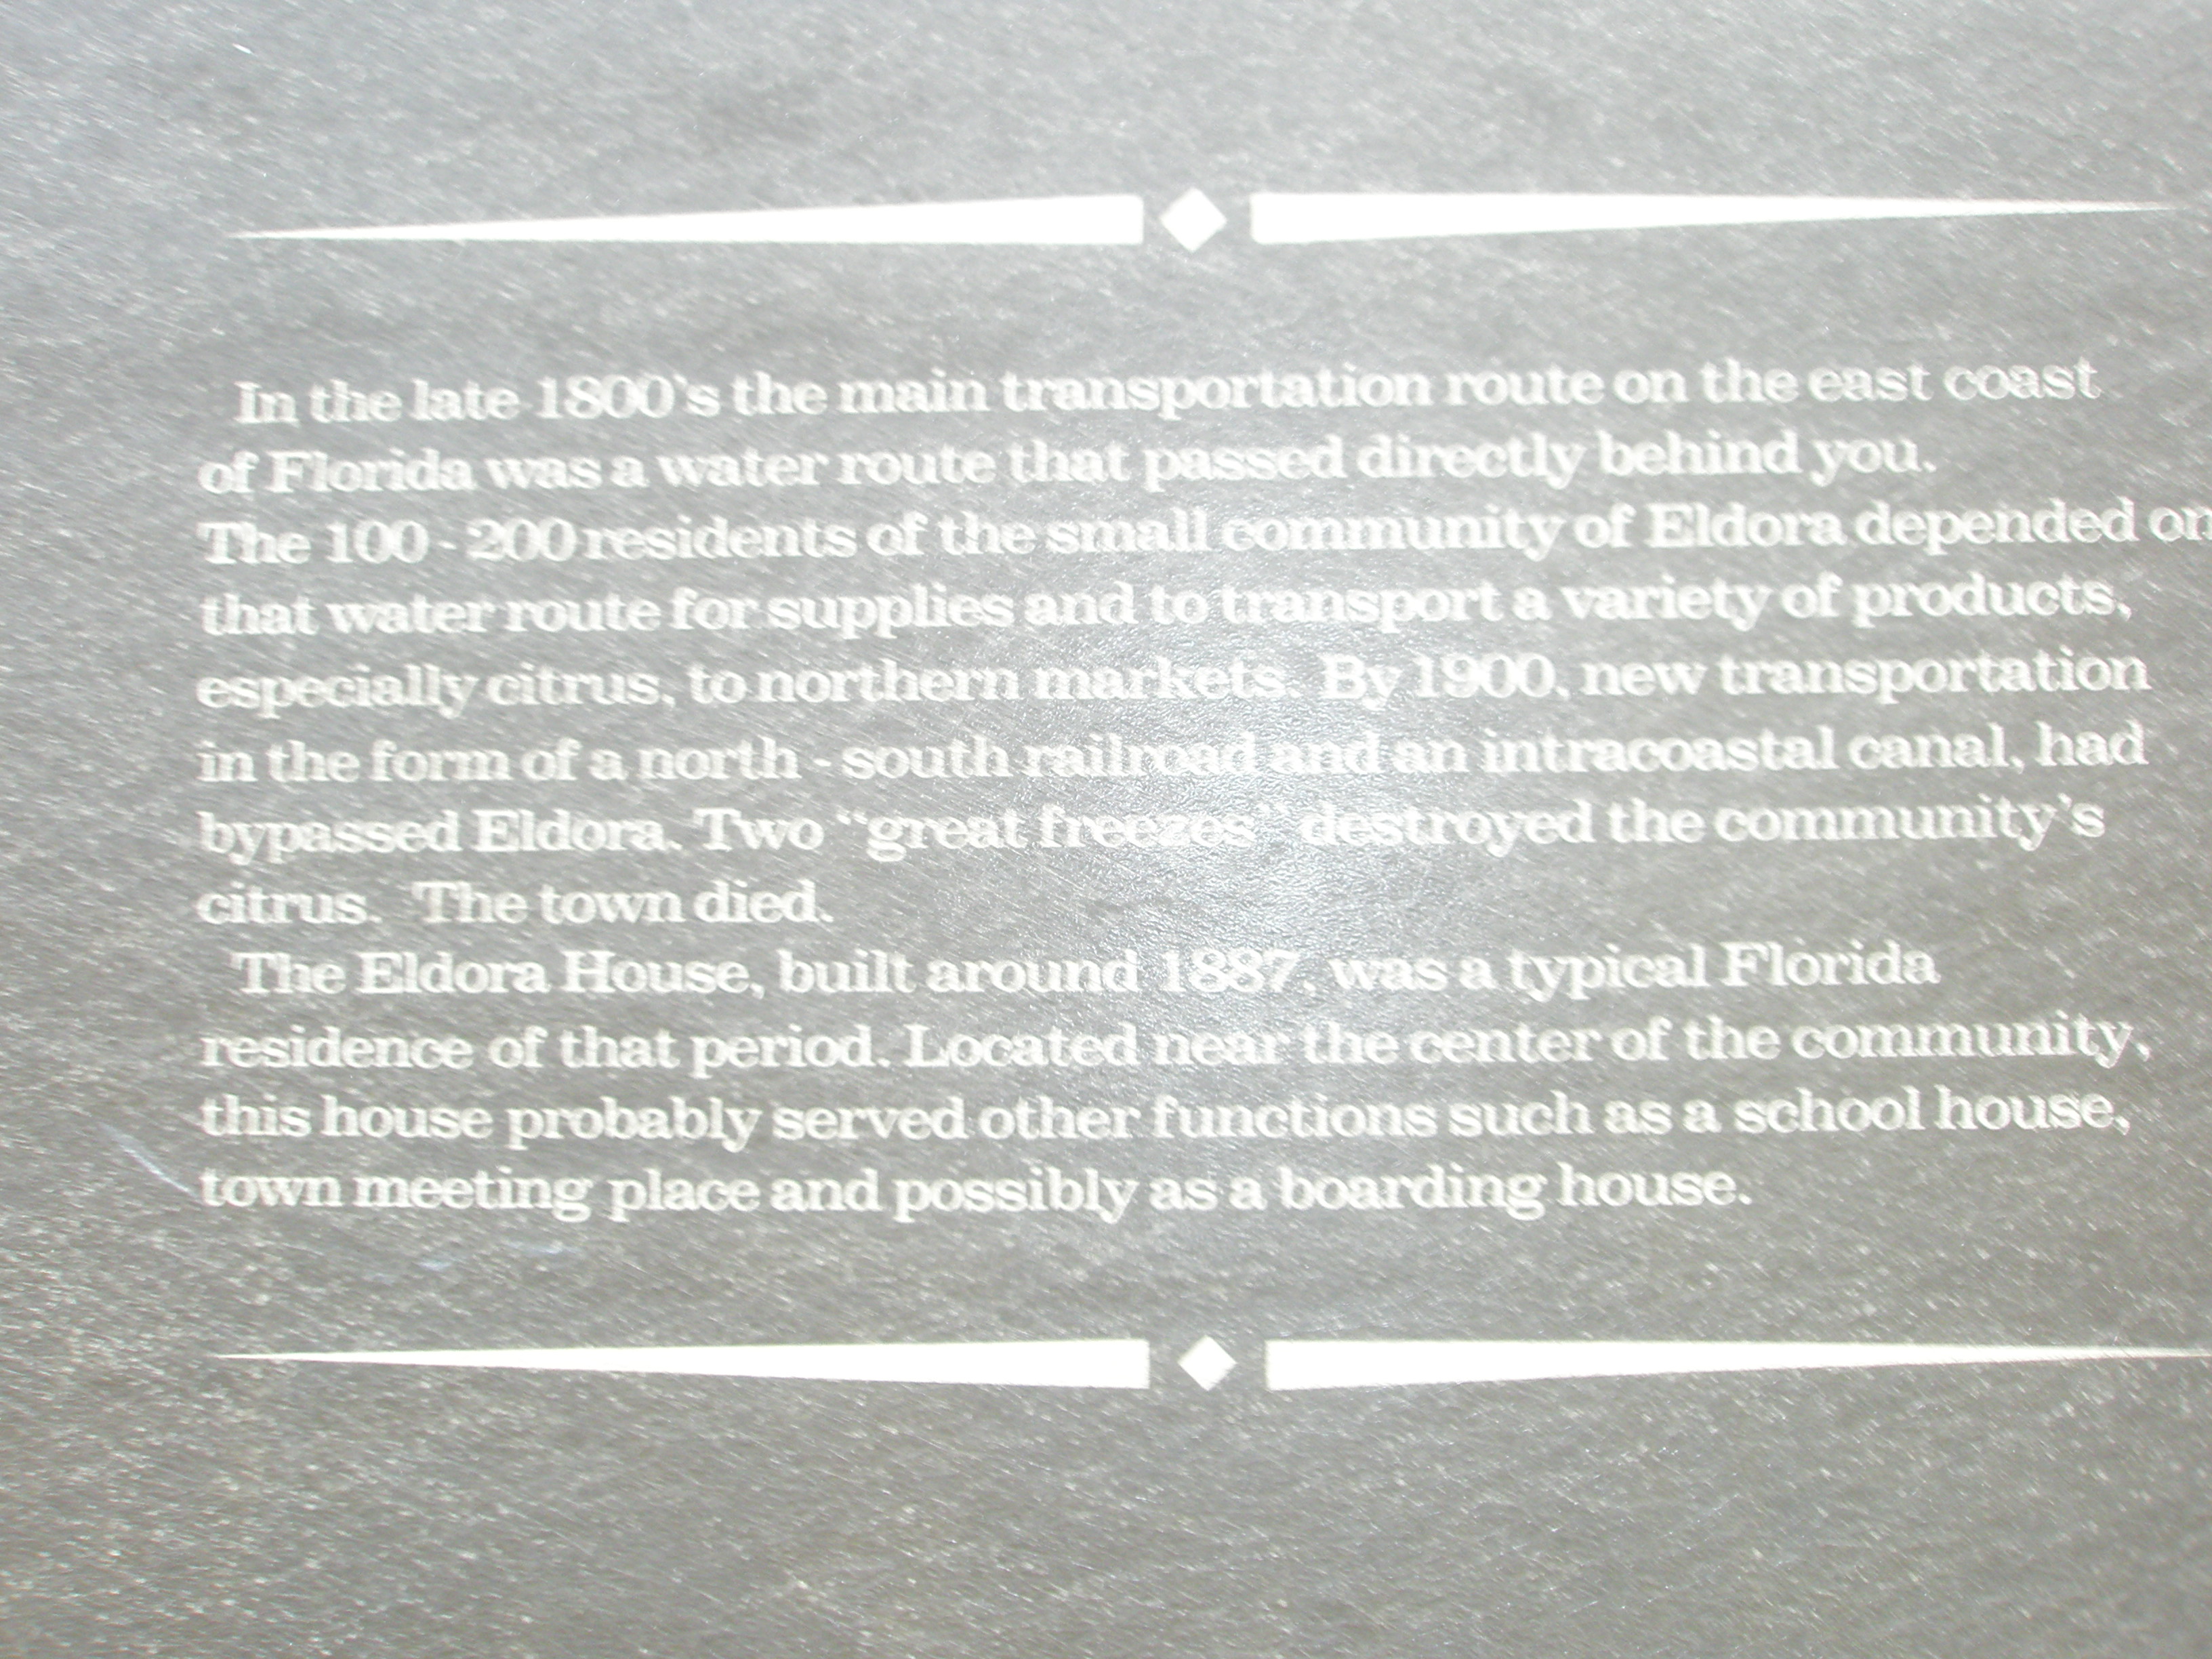 In the late 1800's the main transportation route on the east coast
of Florida was a water route that passed directly behind you.
The 100 - 200 residents of the small community of Eldora depended on
that water route for supplies and to transport a variety of products,
especially citrus, to northern markets. By 1900, new transportation
in the form of a north - south railroad and an intracoastal canal, had
bypassed Eldora. Two "great freezes" destroyed the community's
citrus. The town died.
The Eldora House, built around 1887, was a typical Florida
residence of that period. Located near the center of the community,
this house probably served other functions such as a school house,
town meeting place and possibly as a boarding house.